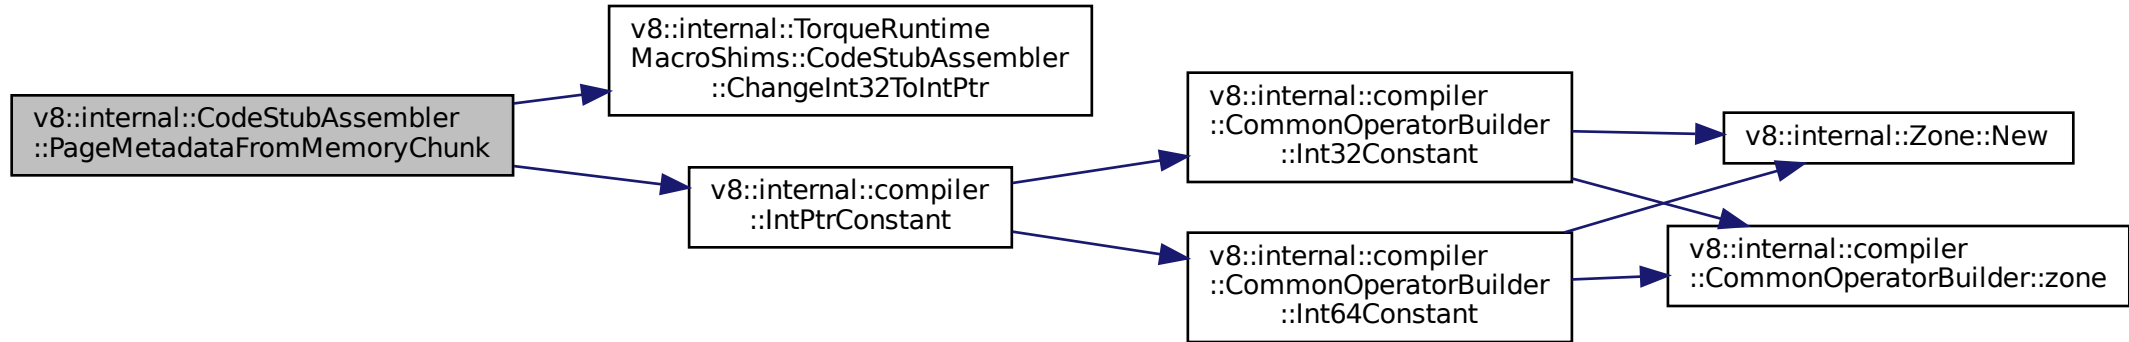 v8::internal::CodeStubAssembler
::PageMetadataFromMemoryChunk
v8::internal::TorqueRuntime
MacroShims::CodeStubAssembler
::ChangeInt32ToIntPtr
v8::internal::compiler
::IntPtrConstant
v8::internal::compiler
::CommonOperatorBuilder
::Int32Constant
v8::internal::compiler
::CommonOperatorBuilder
::Int64Constant
v8::internal::Zone::New
v8::internal::compiler
::CommonOperatorBuilder::zone